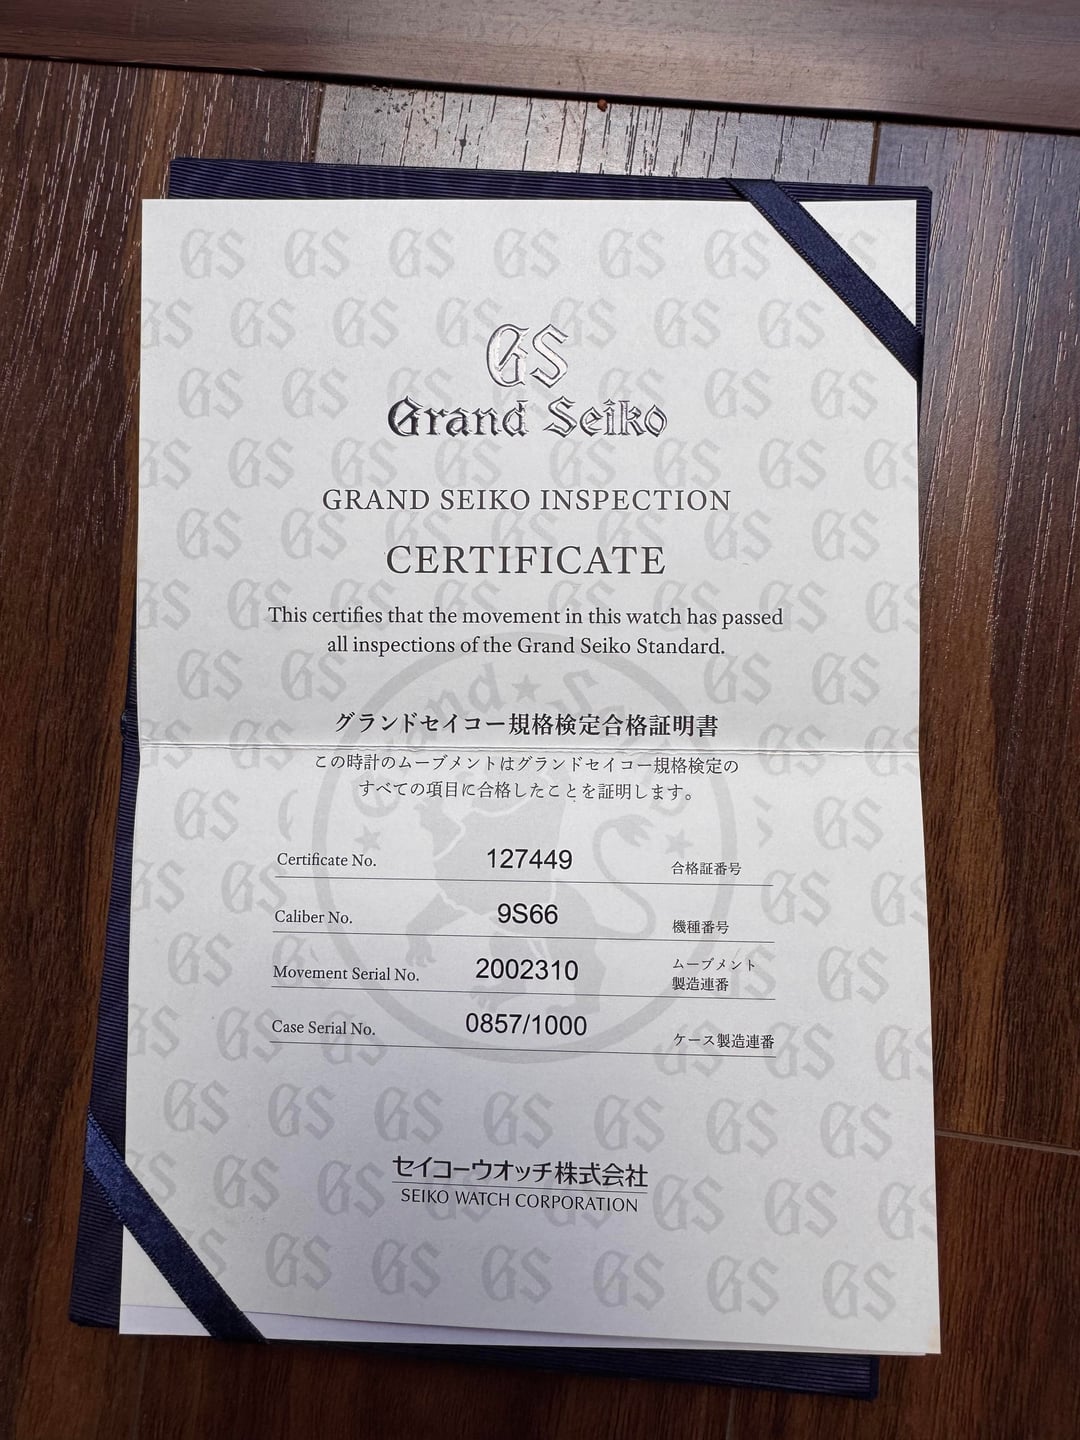 GS
Grand Seiko
GRAND SEIKO INSPECTION
CERTIFICATE
This certifies that the movement in this watch has passed
all inspections of the Grand Seiko Standard.
グランドセイコー規格検定合格証明書
この時計のムーブメントはグランドセイコー規格検定の
すべての項目に合格したことを証明します。
Certificate No. 127449 合格証番号
Caliber No. 9S66 機種番号
Movement Serial No. 2002310 ムーブメント
製造連番
Case Serial No. 0857/1000 ケース製造連番
セイコーウオッチ株式会社
SEIKO WATCH CORPORATION